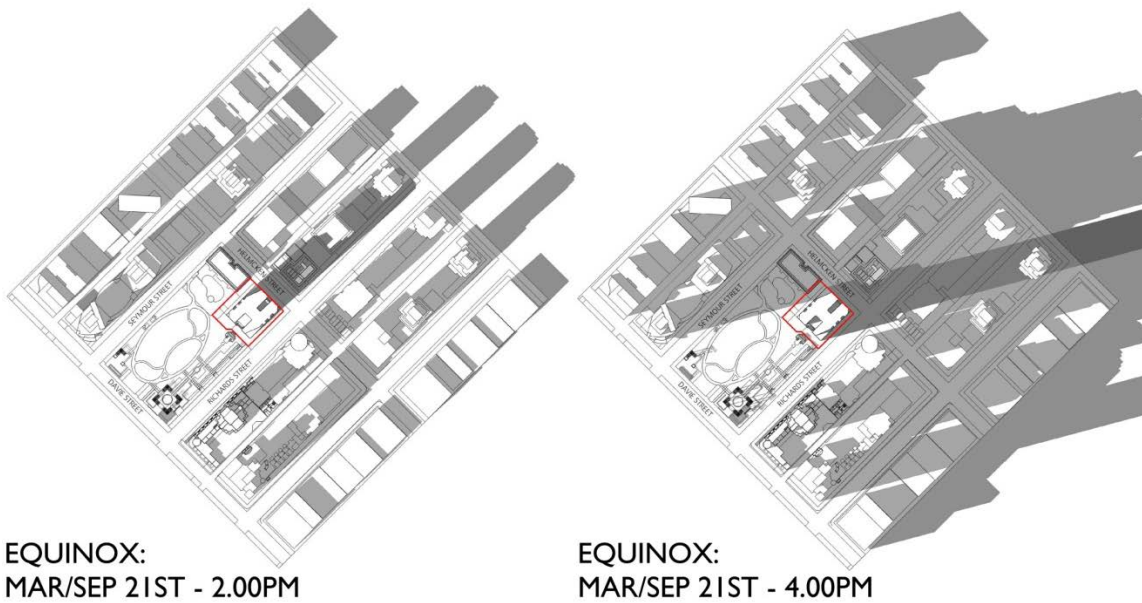 HELMCKEN STREET
SEYMOUR STREET
DAVIE STREET
RICHARDS STREET
EQUINOX:
MAR/SEP 21ST - 2.00PM
HELMCKEN STREET
SEYMOUR STREET
DAVIE STREET
RICHARDS STREET
EQUINOX:
MAR/SEP 21ST - 4.00PM